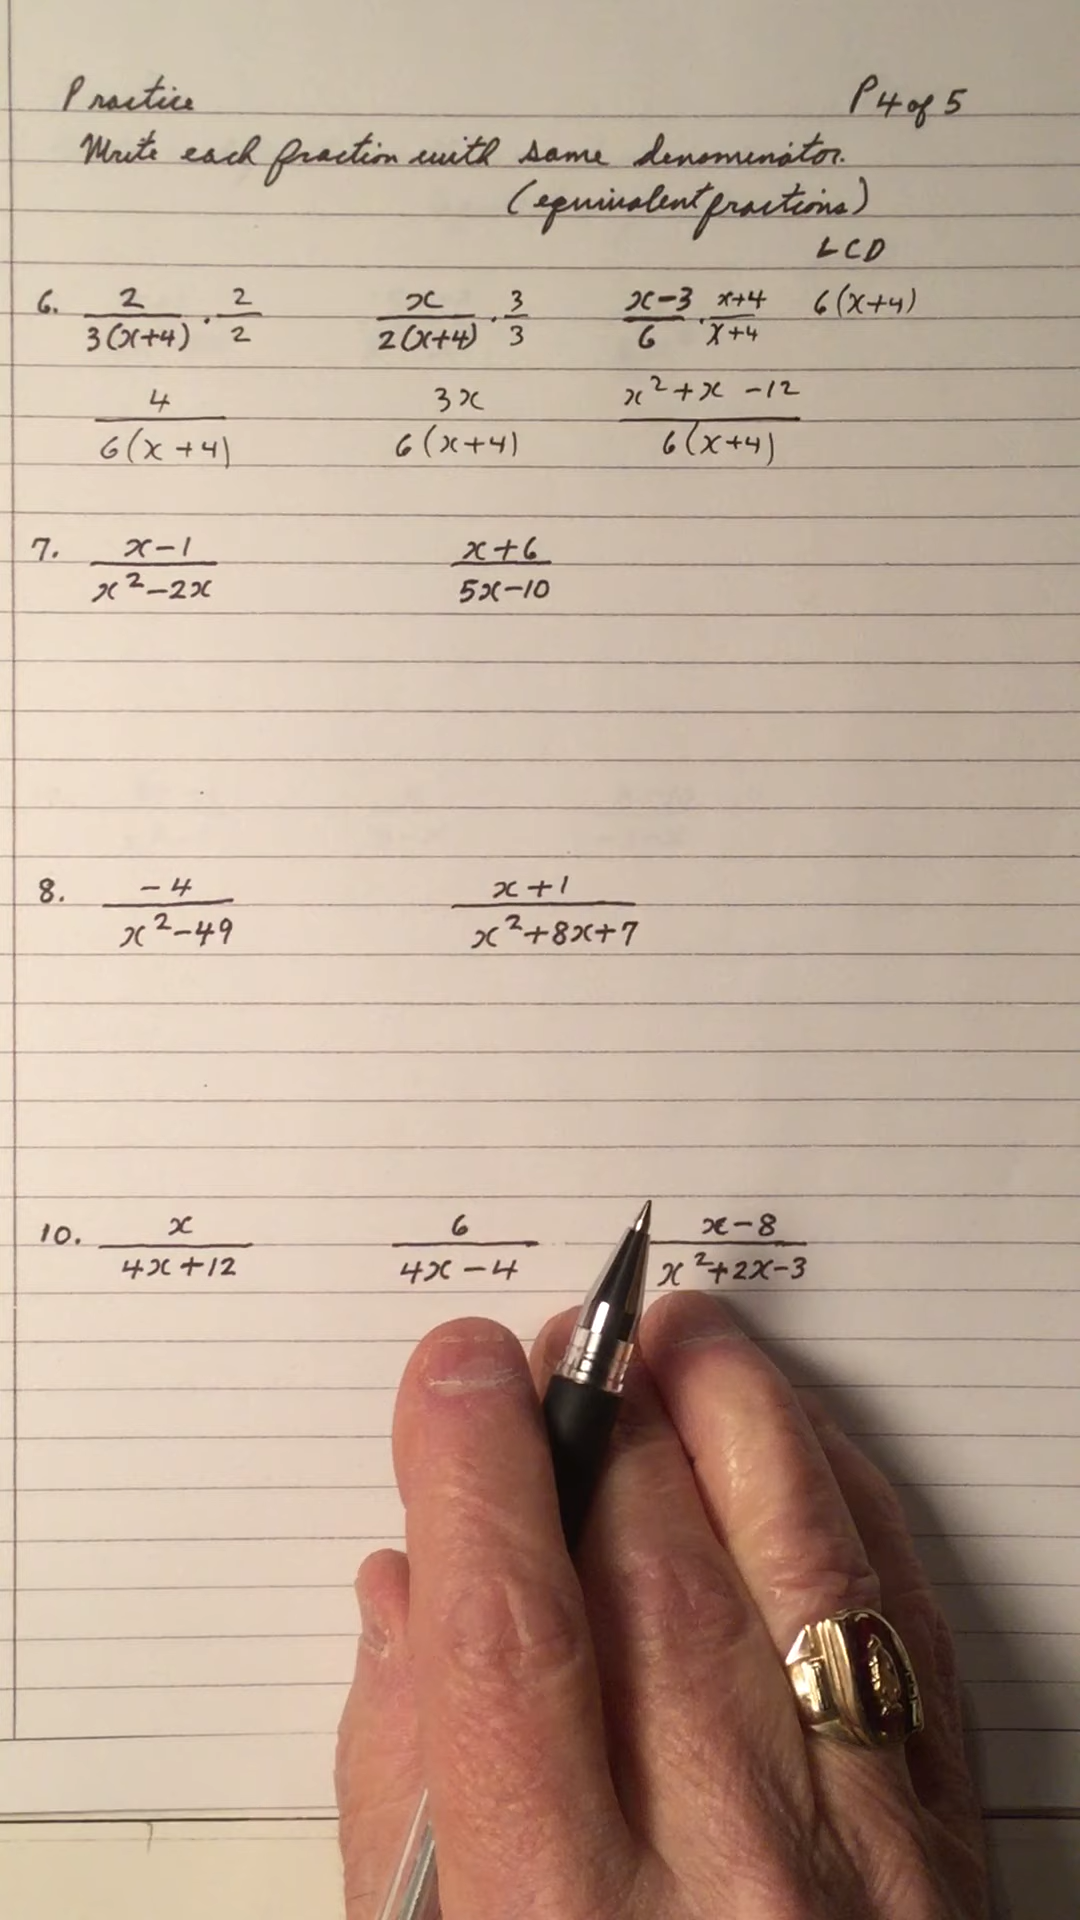 Practice P 4 of 5
Write each fraction with same denominator.
(equivalent fractions)
LCD
6. 2/3(x+4) · 2/2 x/2(x+4) · 3/3 x-3/6 · x+4/x+4 6(x+4)
4/6(x+4) 3x/6(x+4) x²+x-12/6(x+4)
7. x-1/x²-2x x+6/5x-10
8. -4/x²-49 x+1/x²+8x+7
10. x/4x+12 6/4x-4 x-8/x²+2x-3